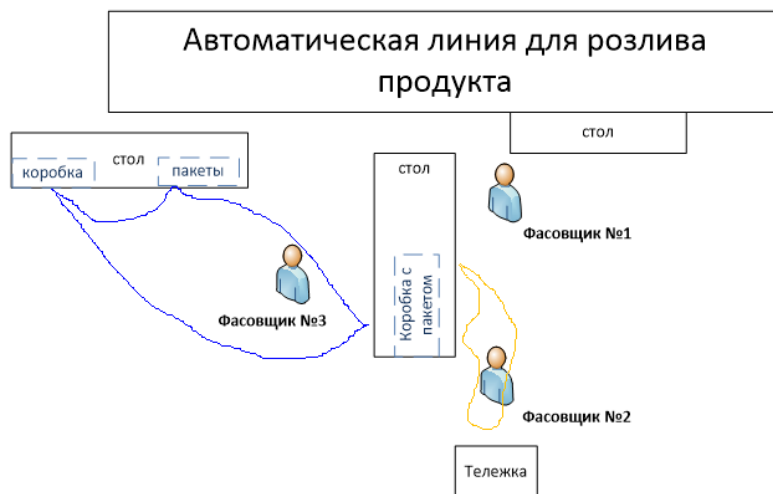 Автоматическая линия для розлива
продукта
стол
стол
коробка
пакеты
стол
Фасовщик №1
Коробка с
пакетом
Фасовщик №3
Фасовщик №2
Тележка